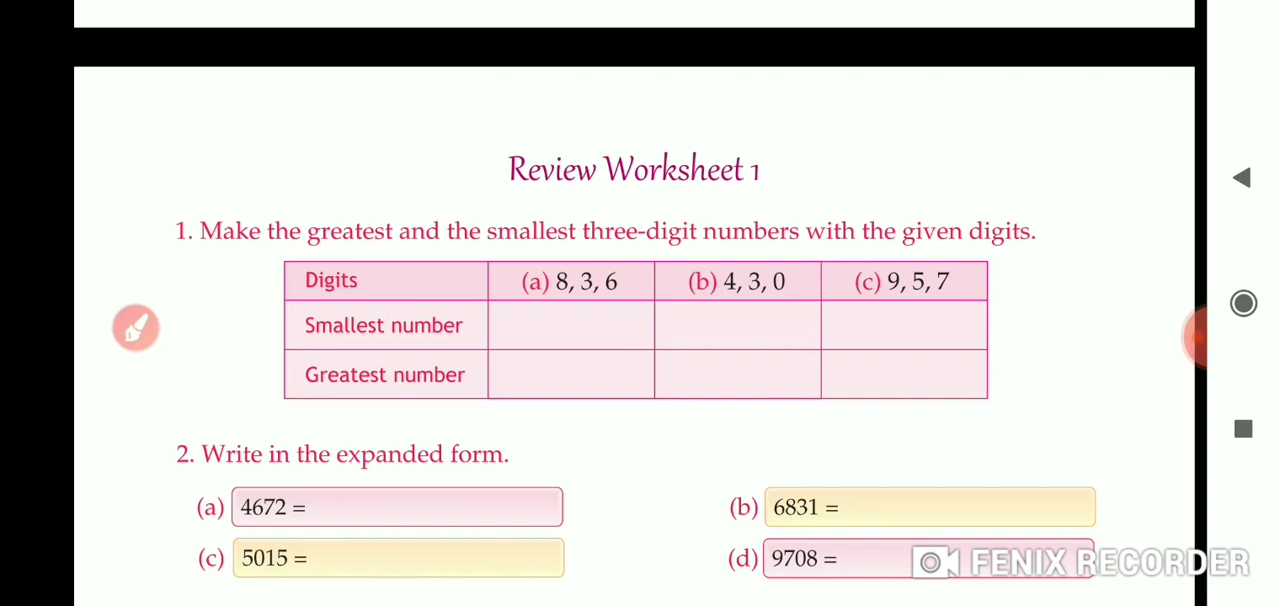 Review Worksheet 1
1. Make the greatest and the smallest three-digit numbers with the given digits.
Digits (a) 8, 3, 6 (b) 4, 3, 0 (c) 9, 5, 7
Smallest number
Greatest number
2. Write in the expanded form.
(a) 4672 = (b) 6831 =
(c) 5015 = (d) 9708 =
FENIX RECORDER